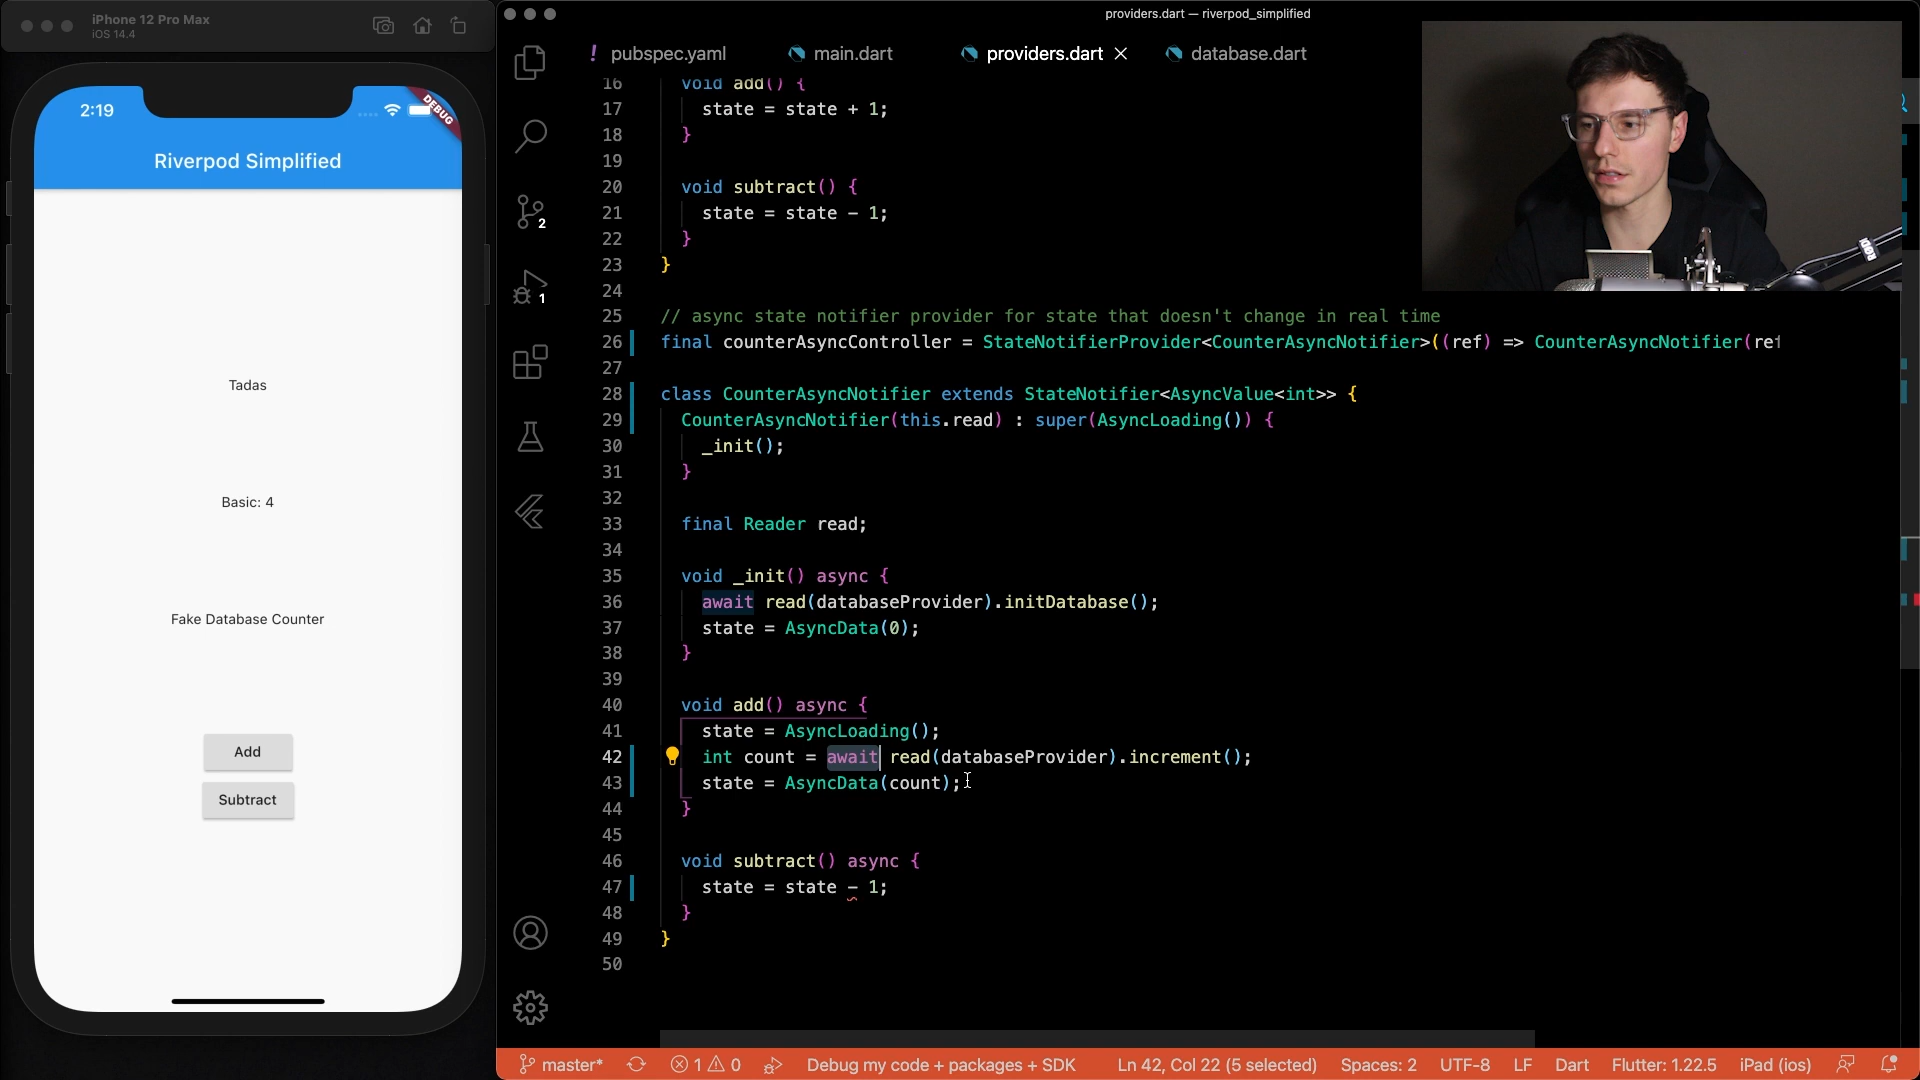 iPhone 12 Pro Max
iOS 14.4
2:19
DEBUG
Riverpod Simplified
Tadas
Basic: 4
Fake Database Counter
Add
Subtract
providers.dart — riverpod_simplified
! pubspec.yaml
main.dart
providers.dart
database.dart
2
1
16 void add() {
17 state = state + 1;
18 }
19
20 void subtract() {
21 state = state - 1;
22 }
23 }
24
25 // async state notifier provider for state that doesn't change in real time
26 final counterAsyncController = StateNotifierProvider<CounterAsyncNotifier>((ref) => CounterAsyncNotifier(re
27
28 class CounterAsyncNotifier extends StateNotifier<AsyncValue<int>> {
29 CounterAsyncNotifier(this.read) : super(AsyncLoading()) {
30 _init();
31 }
32
33 final Reader read;
34
35 void _init() async {
36 await read(databaseProvider).initDatabase();
37 state = AsyncData(0);
38 }
39
40 void add() async {
41 state = AsyncLoading();
42 int count = await read(databaseProvider).increment();
43 state = AsyncData(count);
44 }
45
46 void subtract() async {
47 state = state - 1;
48 }
49 }
50
master* 1 0 Debug my code + packages + SDK Ln 42, Col 22 (5 selected) Spaces: 2 UTF-8 LF Dart Flutter: 1.22.5 iPad (ios)